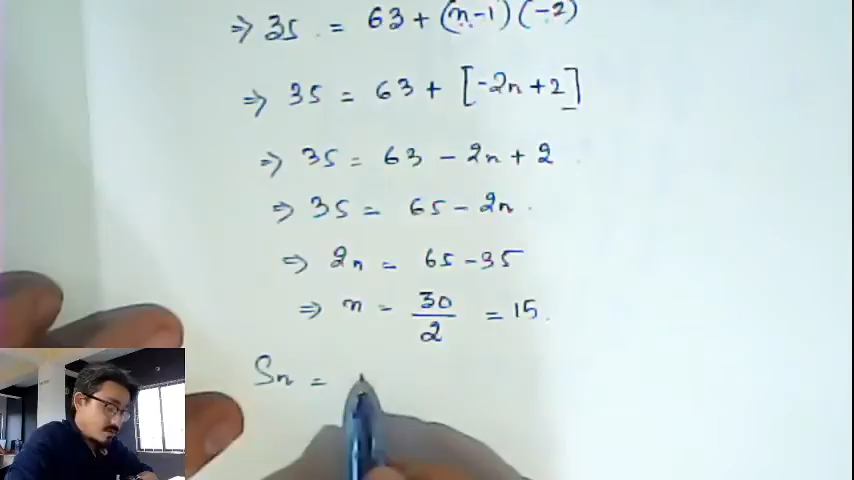 ⇒ 35 = 63 + (n-1)(-2)
⇒ 35 = 63 + [-2n+2]
⇒ 35 = 63 - 2n + 2
⇒ 35 = 65 - 2n
⇒ 2n = 65-35
⇒ n = 30/2 = 15.
Sn =